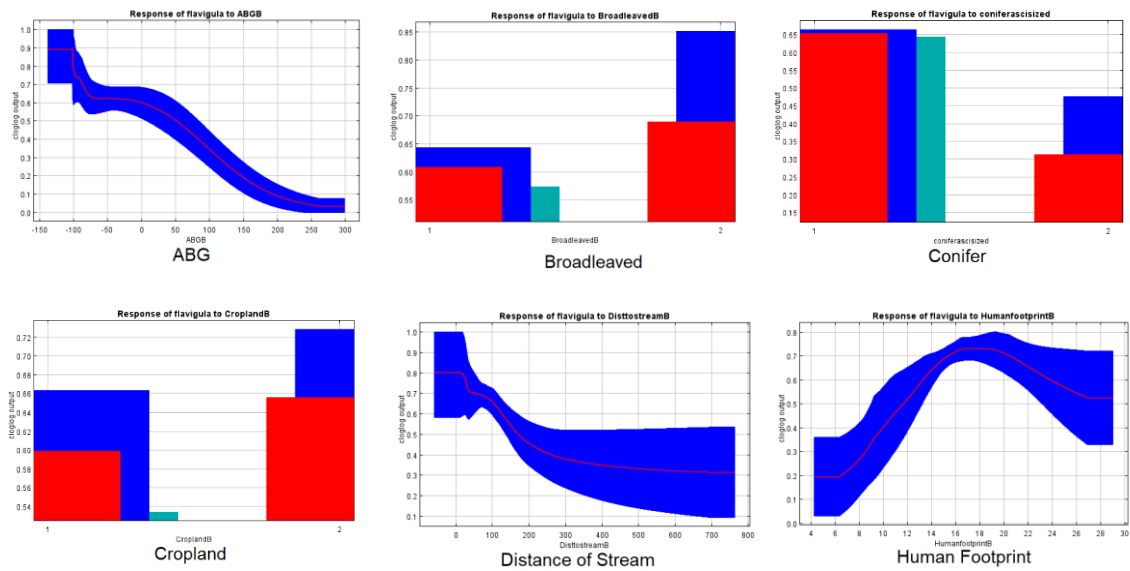 Response of flavigula to ABGB
cloglog output
1.0
0.9
0.8
0.7
0.6
0.5
0.4
0.3
0.2
0.1
0.0
-150 -100 -50 0 50 100 150 200 250 300
ABGB
ABG
Response of flavigula to BroadleavedB
cloglog output
0.85
0.80
0.75
0.70
0.65
0.60
0.55
1 2
BroadleavedB
Broadleaved
Response of flavigula to coniferascisized
cloglog output
0.65
0.60
0.55
0.50
0.45
0.40
0.35
0.30
0.25
0.20
0.15
1 2
coniferascisized
Conifer
Response of flavigula to CroplandB
cloglog output
0.72
0.70
0.68
0.66
0.64
0.62
0.60
0.58
0.56
0.54
1 2
CroplandB
Cropland
Response of flavigula to DisttostreamB
cloglog output
1.0
0.9
0.8
0.7
0.6
0.5
0.4
0.3
0.2
0.1
0 100 200 300 400 500 600 700 800
DisttostreamB
Distance of Stream
Response of flavigula to HumanfootprintB
cloglog output
0.8
0.7
0.6
0.5
0.4
0.3
0.2
0.1
0.0
4 6 8 10 12 14 16 18 20 22 24 26 28 30
HumanfootprintB
Human Footprint